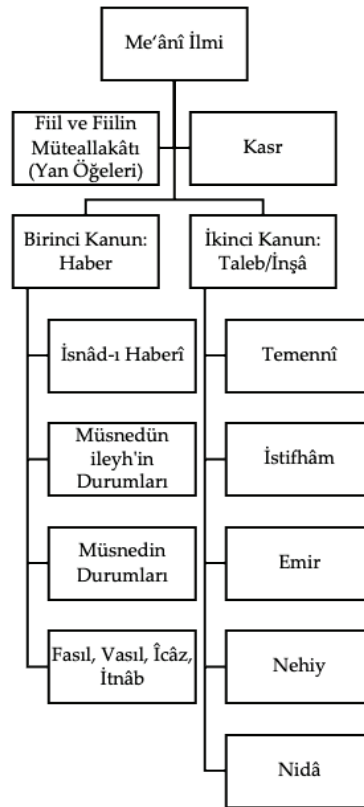 Me‘ânî İlmi
Fiil ve Fiilin
Müteallakâtı
(Yan Öğeleri)
Kasr
Birinci Kanun:
Haber
İkinci Kanun:
Taleb/İnşâ
İsnâd-ı Haberî
Müsnedün
ileyh'in
Durumları
Müsnedin
Durumları
Fasıl, Vasıl, Îcâz,
İtnâb
Temennî
İstifhâm
Emir
Nehiy
Nidâ